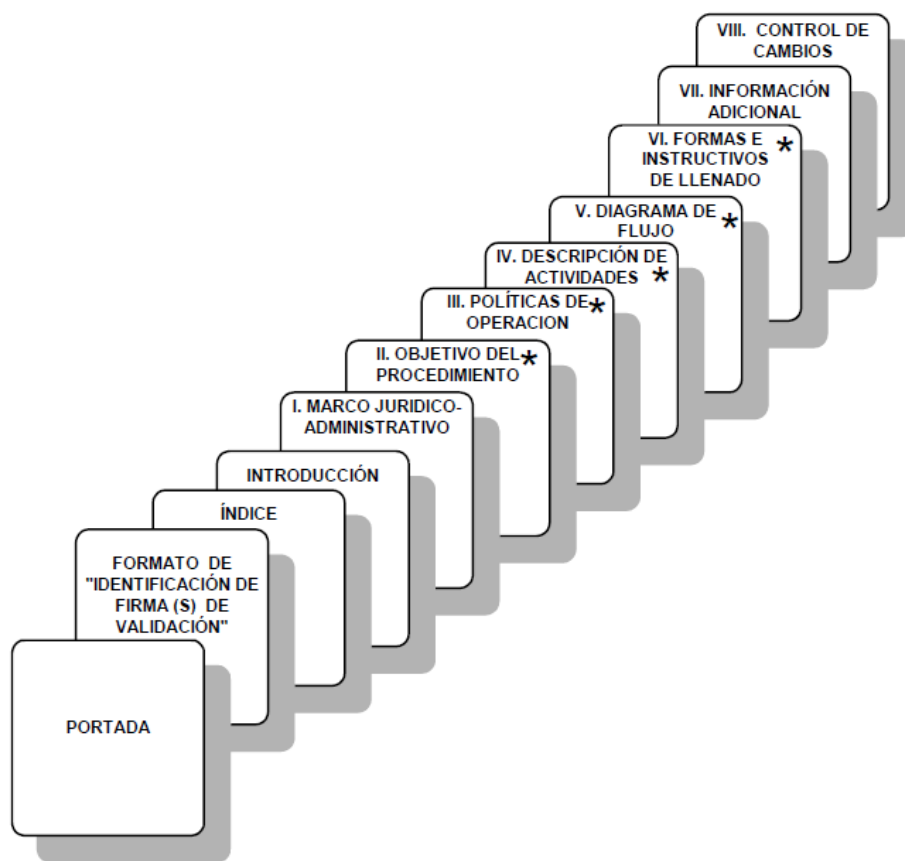 VIII. CONTROL DE
CAMBIOS
VII. INFORMACIÓN
ADICIONAL
VI. FORMAS E
INSTRUCTIVOS *
DE LLENADO
V. DIAGRAMA DE
FLUJO *
IV. DESCRIPCIÓN DE
ACTIVIDADES *
III. POLÍTICAS DE
OPERACION *
II. OBJETIVO DEL
PROCEDIMIENTO *
I. MARCO JURIDICO-
ADMINISTRATIVO
INTRODUCCIÓN
ÍNDICE
FORMATO DE
"IDENTIFICACIÓN DE
FIRMA (S) DE
VALIDACIÓN"
PORTADA